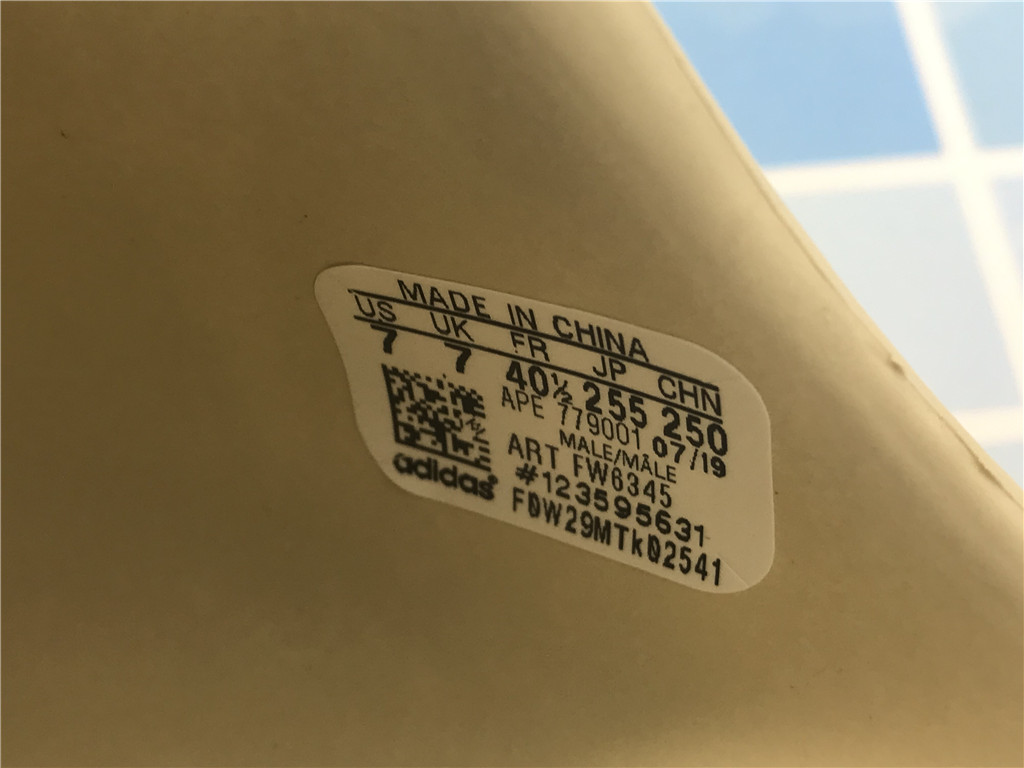 MADE IN CHINA
US UK FR JP CHN
7 7 40½ 255 250
APE 779001 07/19
MALE/MÂLE
ART FW6345
#123595631
F0W29MTk02541
adidas